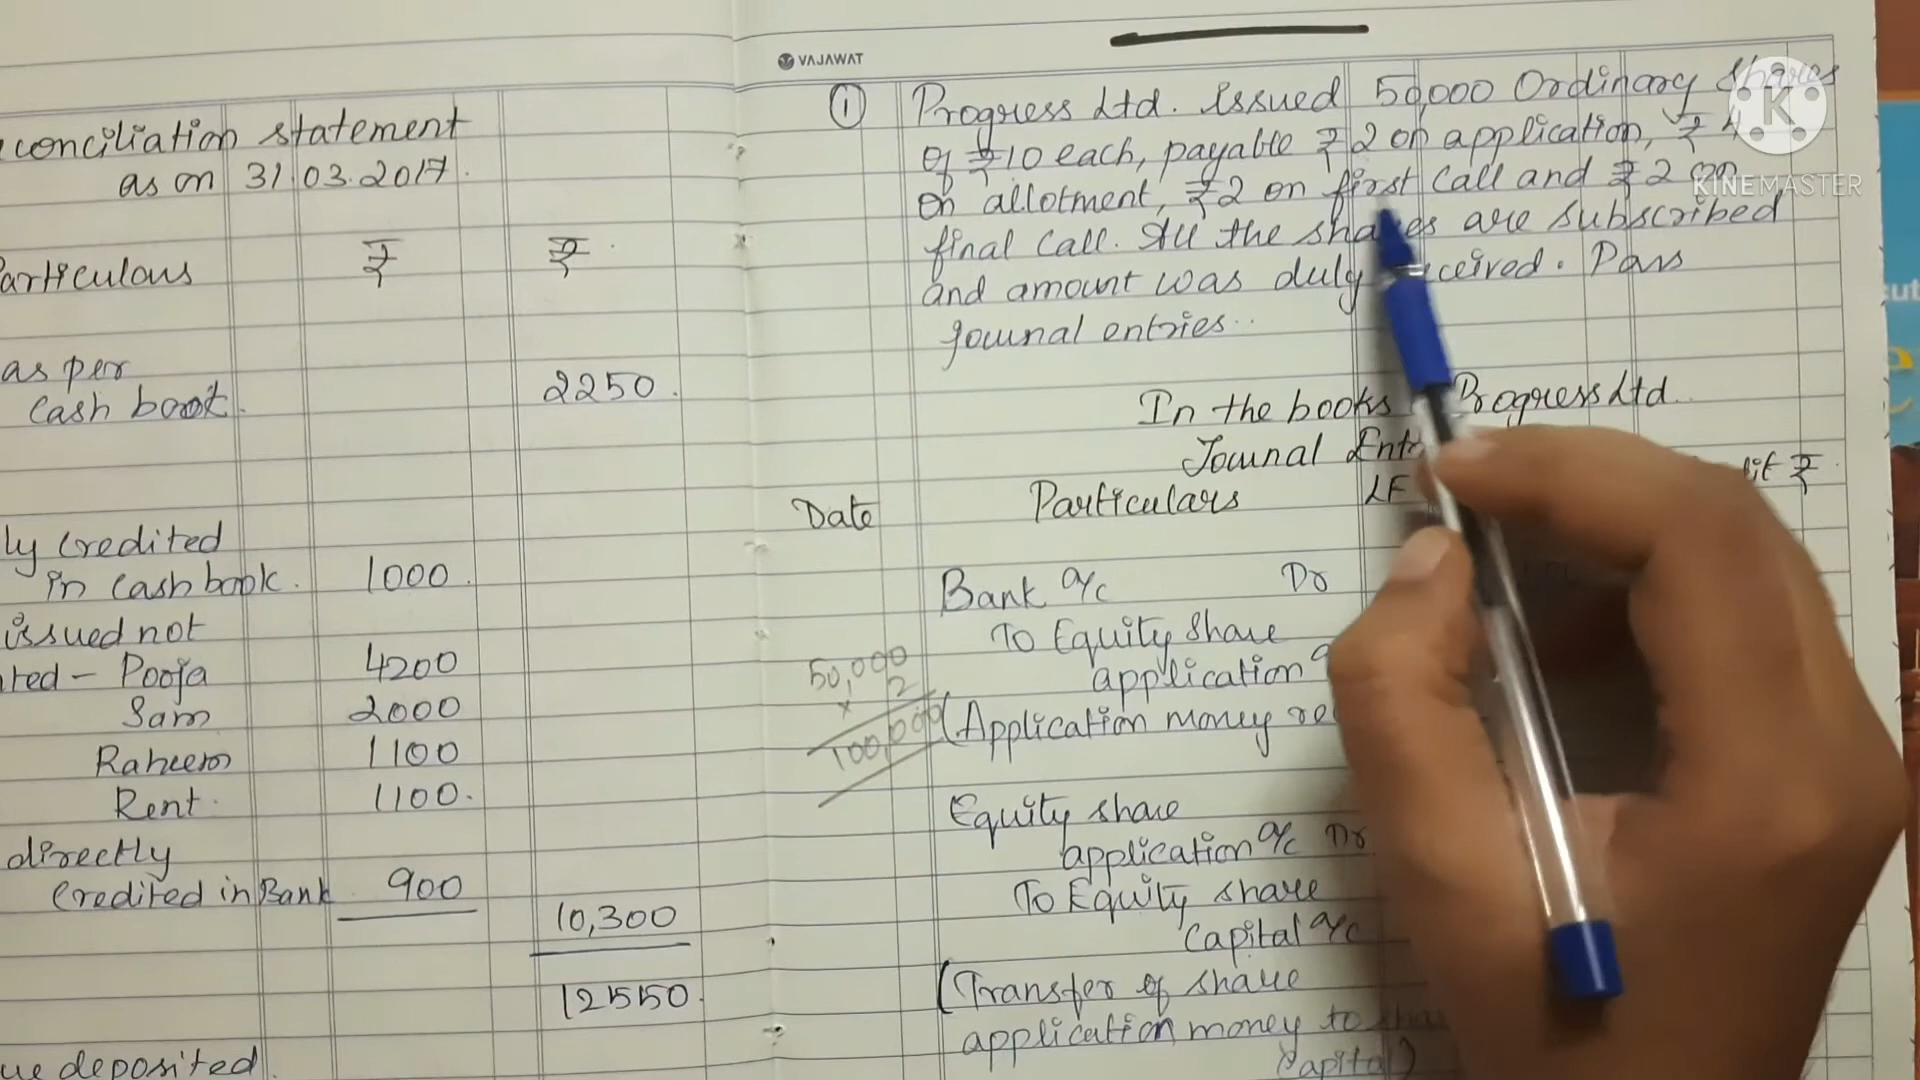 conciliation statement
as on 31 03.2017.
articulars ₹ ₹
as per
cash book.
2250.
ly credited
in cash book. 1000.
issued not
ted - Pooja 4200
Sam 2000
Raheem 1100
Rent. 1100.
directly
credited in Bank 900
10,300
12550.
ue deposited.
VAJAWAT
① Progress Ltd. issued 50,000 Ordinary Shares
of ₹10 each, payable ₹2 on application, ₹4
on allotment, ₹2 on first call and ₹2 on
final call. All the shares are subscribed
and amount was duly received. Pass
journal entries..
In the books Progress Ltd..
Journal Ent
Date Particulars LF it ₹.
Bank a/c Dr
To Equity Share
application
(Application money re
50,000
x 2
100,000
Equity share
application a/c Dr
To Equity share
capital a/c
(Transfer of share
application money to sha
capital)
K
KINEMASTER